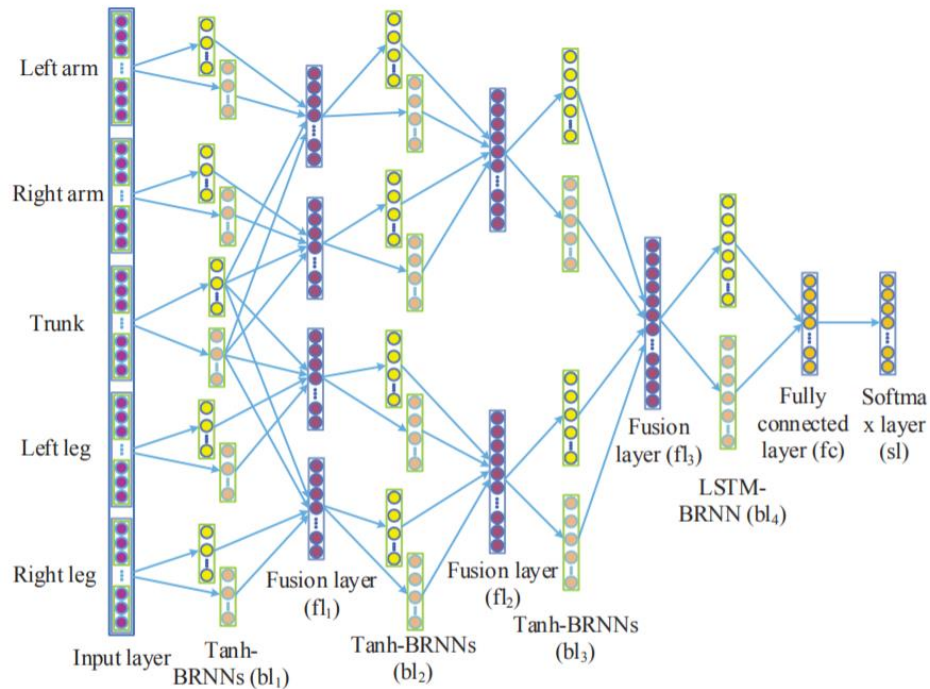 Left arm
Right arm
Trunk
Left leg
Right leg
Input layer
Tanh-
BRNNs (bl₁)
Fusion layer
(fl₁)
Tanh-BRNNs
(bl₂)
Fusion layer
(fl₂)
Tanh-BRNNs
(bl₃)
Fusion
layer (fl₃)
LSTM-
BRNN (bl₄)
Fully
connected
layer (fc)
Softma
x layer
(sl)